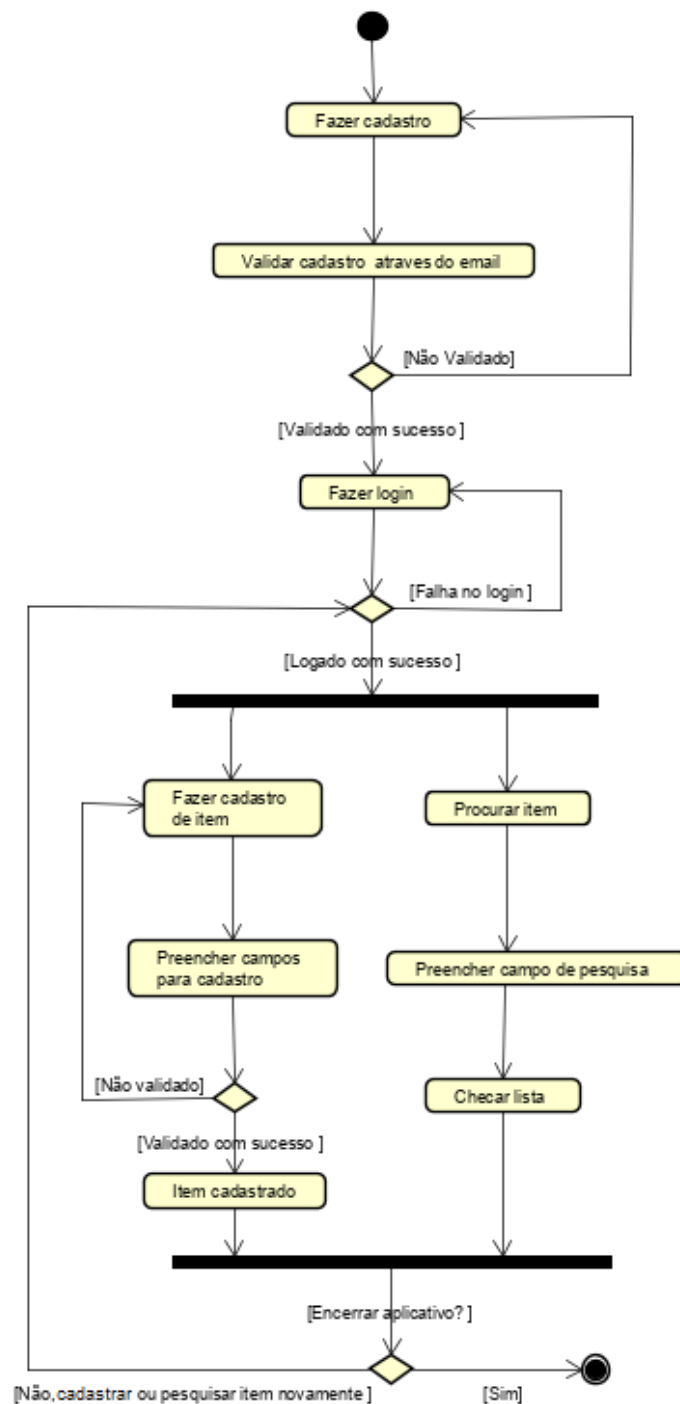 Fazer cadastro
Validar cadastro atraves do email
[Não Validado]
[Validado com sucesso ]
Fazer login
[Falha no login ]
[Logado com sucesso ]
Fazer cadastro
de item
Procurar item
Preencher campos
para cadastro
Preencher campo de pesquisa
[Não validado]
Checar lista
[Validado com sucesso ]
Item cadastrado
[Encerrar aplicativo? ]
[Não,cadastrar ou pesquisar item novamente ]
[Sim]